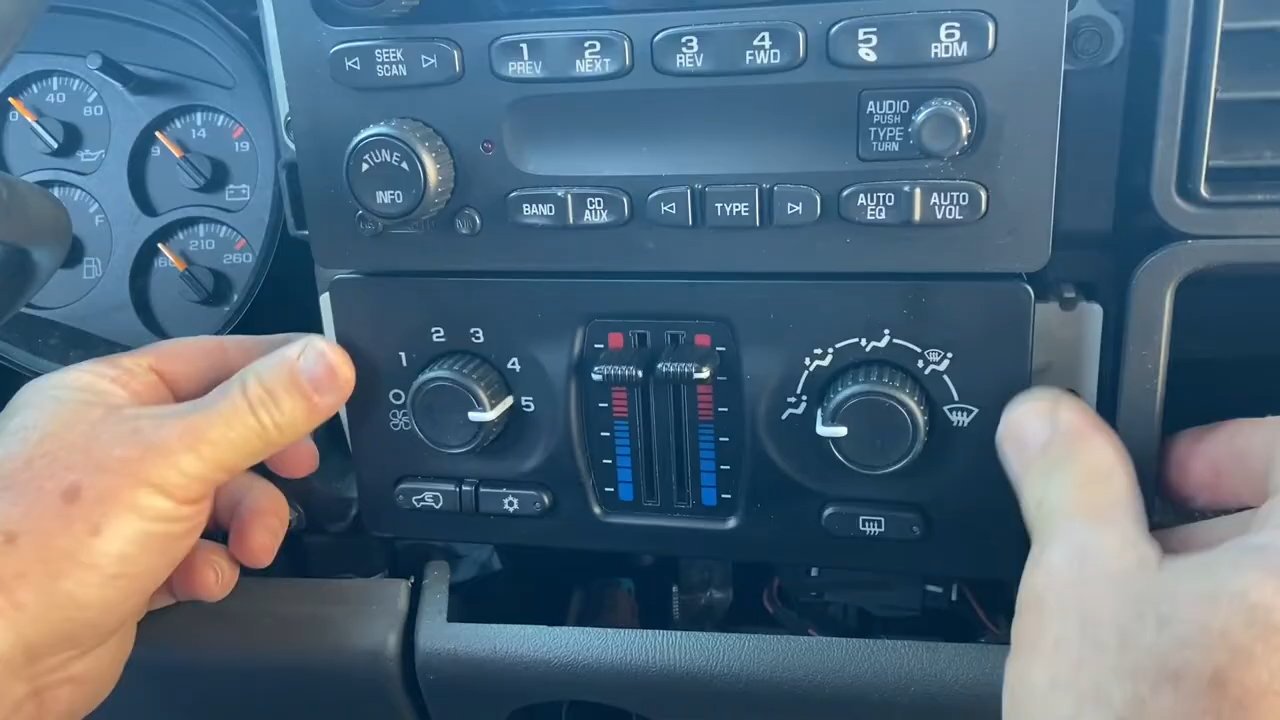 SEEK
SCAN
1 2
PREV NEXT
3 4
REV FWD
5 6
RDM
TUNE
INFO
AUDIO
PUSH
TYPE
TURN
BAND
CD
AUX
TYPE
AUTO
EQ
AUTO
VOL
0 40 80
9 14 19
F
210
260
1 2 3 4 5